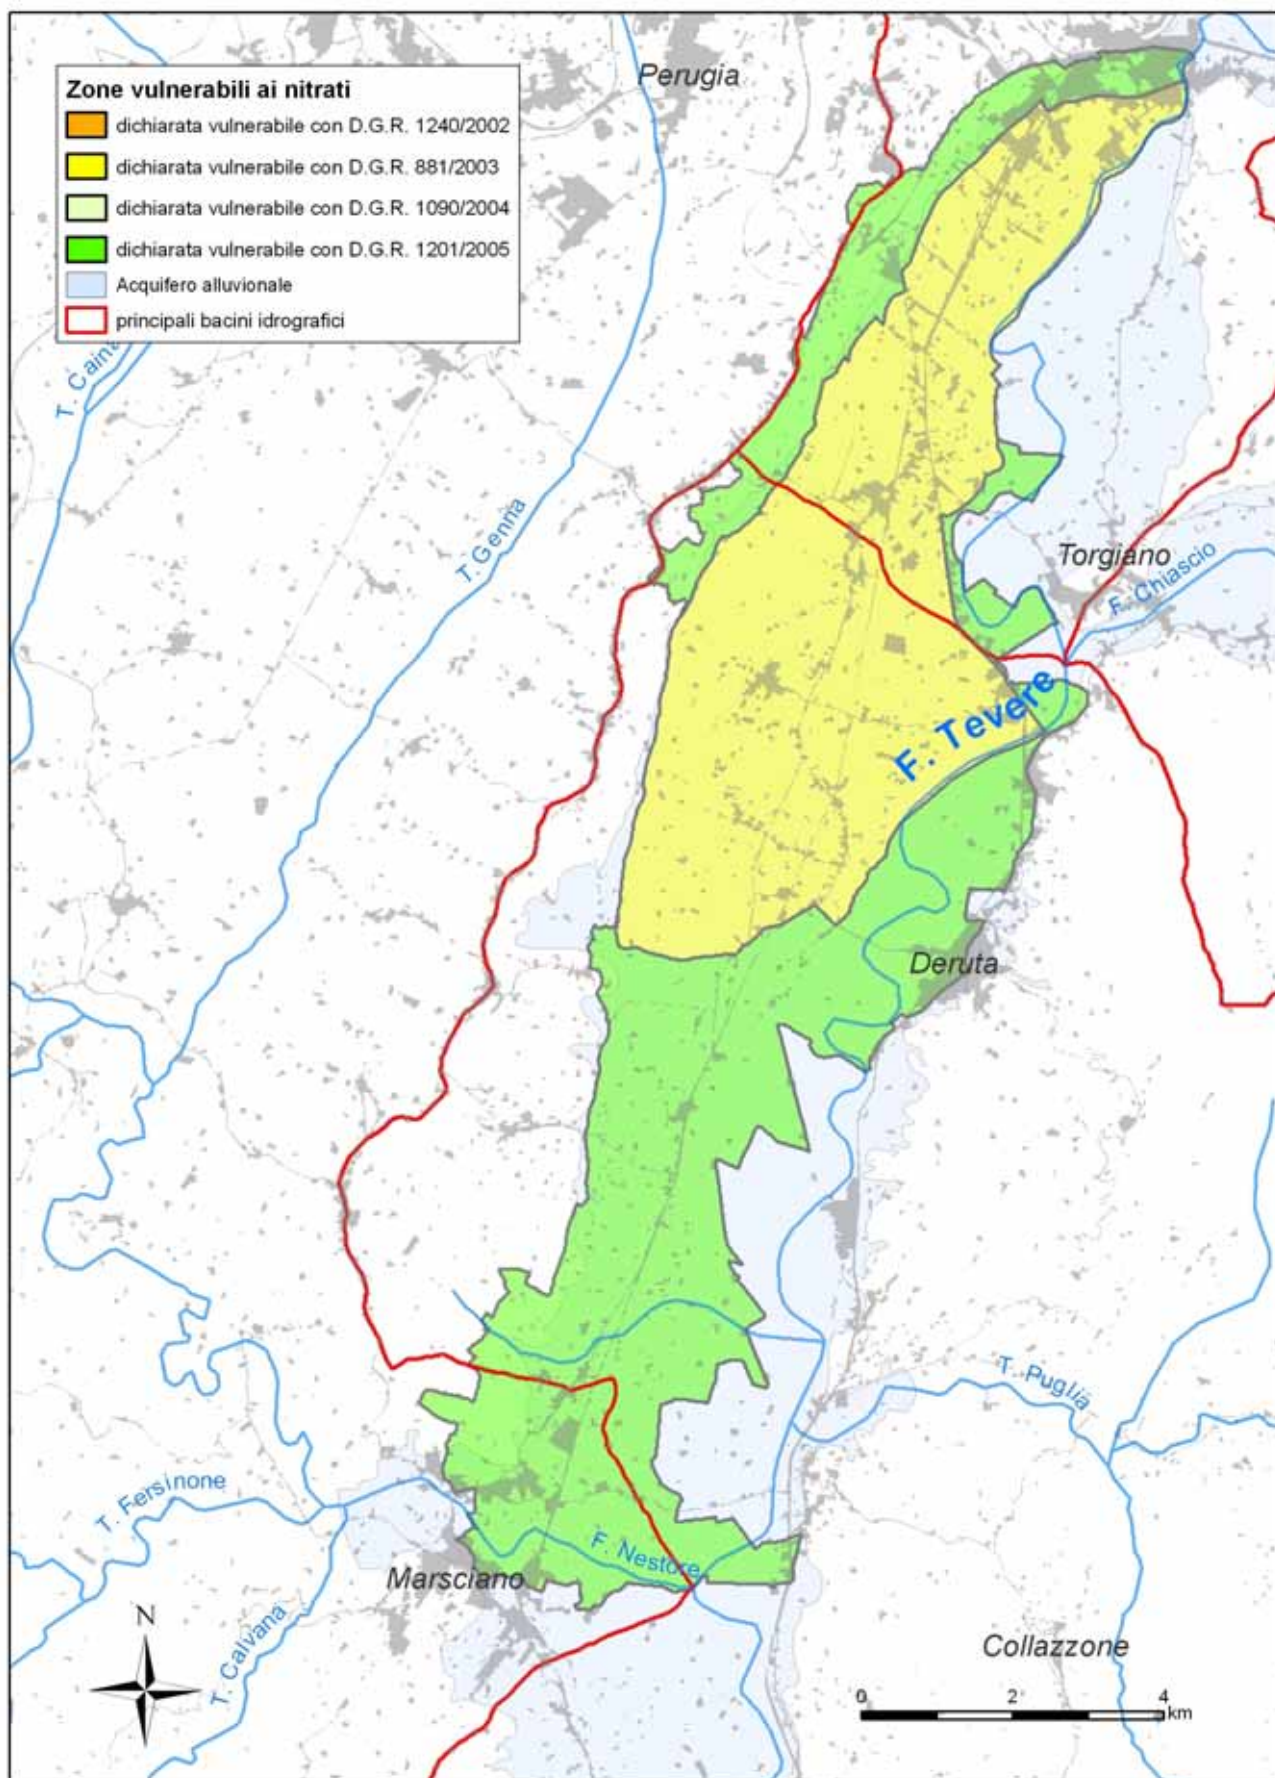 Perugia
Zone vulnerabili ai nitrati
dichiarata vulnerabile con D.G.R. 1240/2002
dichiarata vulnerabile con D.G.R. 881/2003
dichiarata vulnerabile con D.G.R. 1090/2004
dichiarata vulnerabile con D.G.R. 1201/2005
Acquifero alluvionale
principali bacini idrografici
T. Caina
T. Genna
Torgiano
F. Chiascio
F. Tevere
Deruta
T. Puglia
T. Fersinone
F. Nestore
Marsciano
N
T. Calvana
Collazzone
0 2 4
km